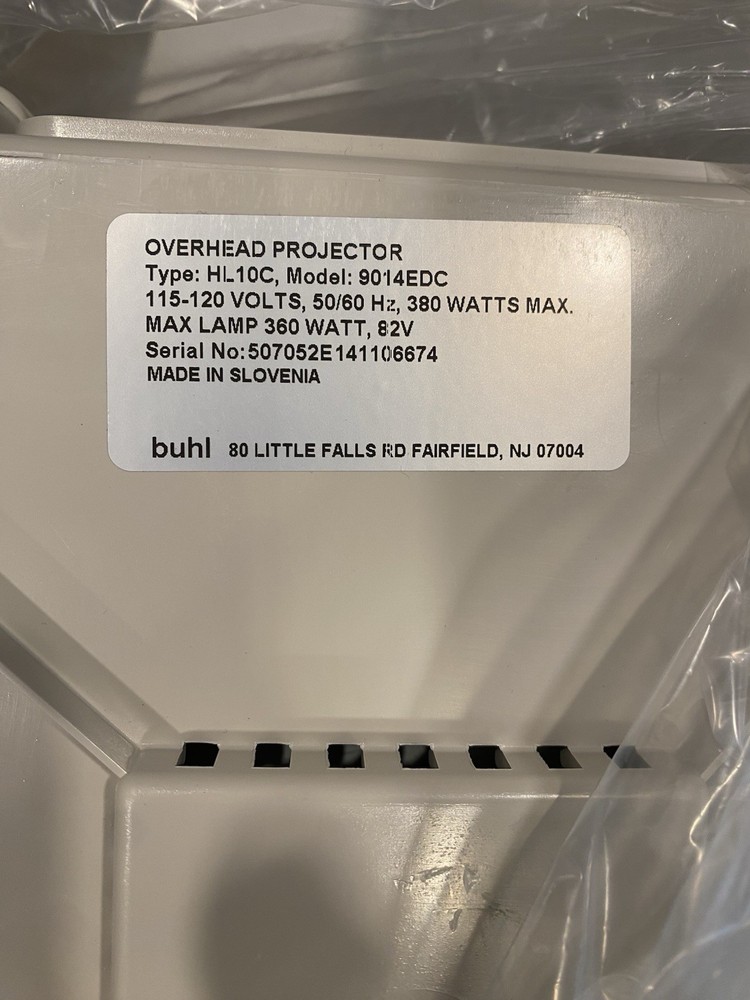 OVERHEAD PROJECTOR
Type: HL10C, Model: 9014EDC
115-120 VOLTS, 50/60 Hz, 380 WATTS MAX.
MAX LAMP 360 WATT, 82V
Serial No:507052E141106674
MADE IN SLOVENIA
buhl 80 LITTLE FALLS RD FAIRFIELD, NJ 07004